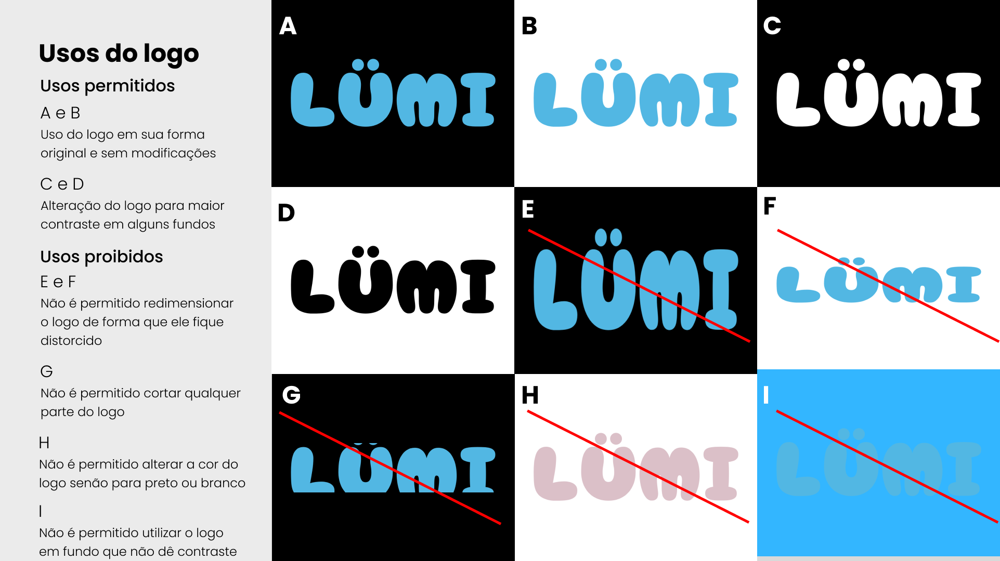 Usos do logo
Usos permitidos
A e B
Uso do logo em sua forma
original e sem modificações
C e D
Alteração do logo para maior
contraste em alguns fundos
Usos proibidos
E e F
Não é permitido redimensionar
o logo de forma que ele fique
distorcido
G
Não é permitido cortar qualquer
parte do logo
H
Não é permitido alterar a cor do
logo senão para preto ou branco
I
Não é permitido utilizar o logo
em fundo que não dê contraste
A
LÜMI
B
LÜMI
C
LÜMI
D
LÜMI
E
LÜMI
F
LÜMI
G
LÜMI
H
LÜMI
I
LÜMI